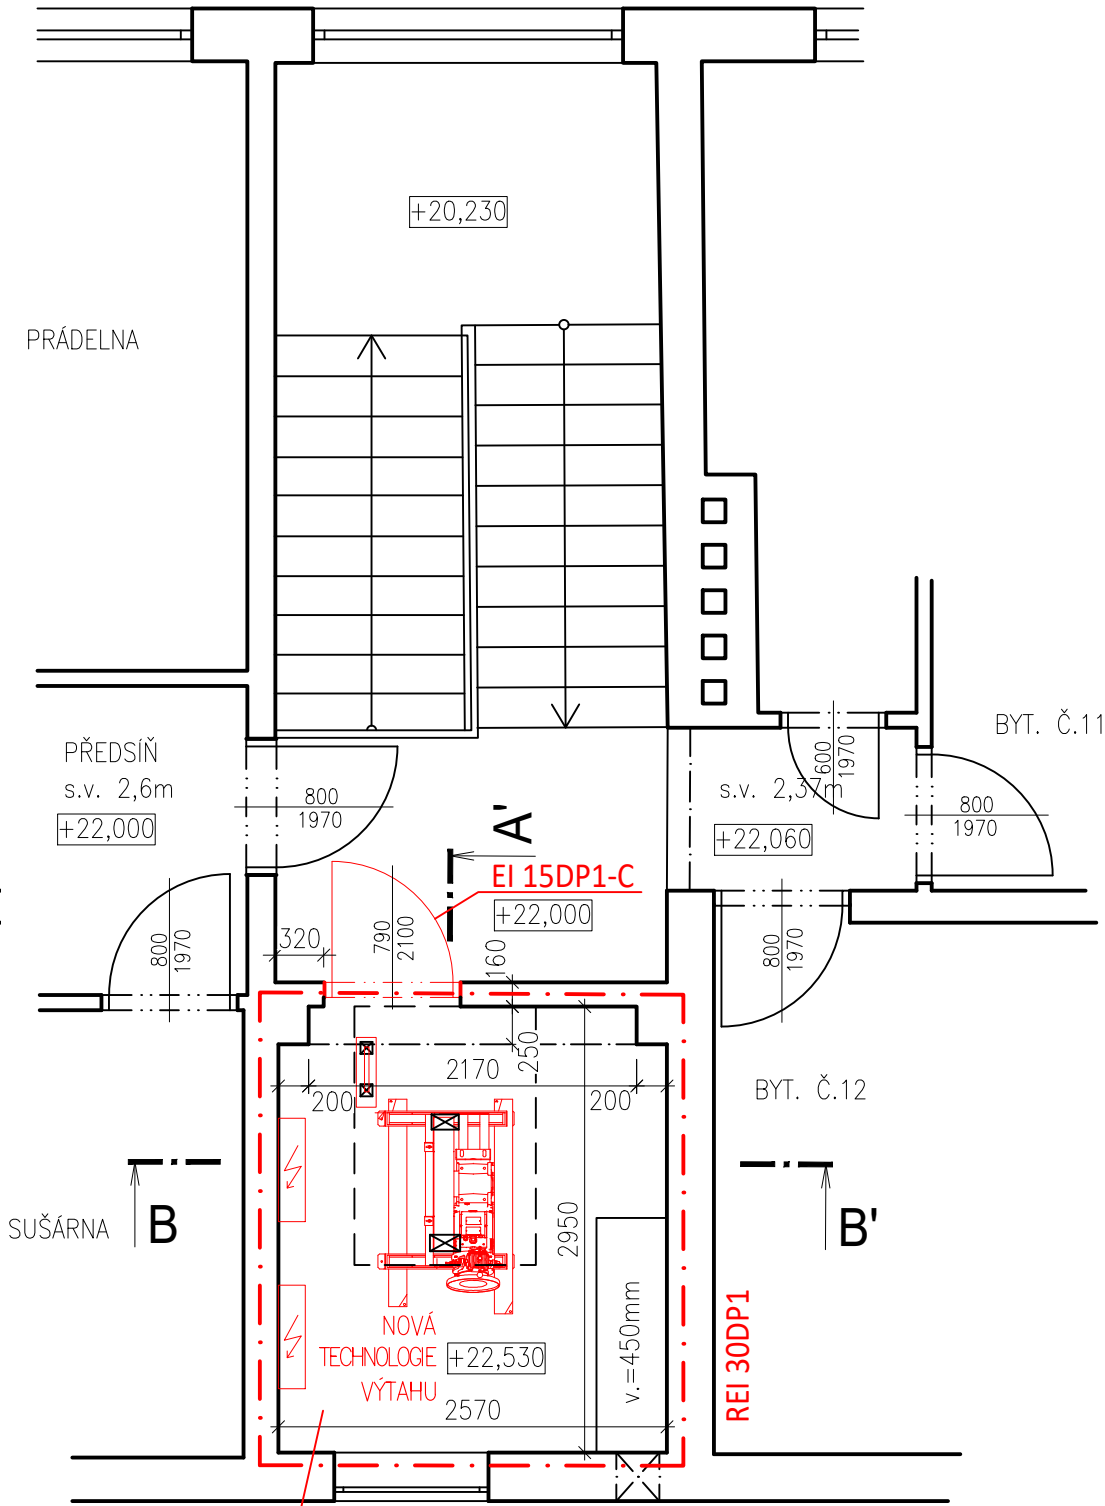 +20,230
PRÁDELNA
PŘEDSÍŇ
s.v. 2,6m
+22,000
800
1970
A'
EI 15DP1-C
+22,000
600
1970
s.v. 2,37m
+22,060
BYT. Č.11
800
1970
800
1970
320
790
2100
160
800
1970
250
2170
200
200
BYT. Č.12
SUŠÁRNA
B
B'
2950
NOVÁ
TECHNOLOGIE
VÝTAHU
+22,530
v.=450mm
REI 30DP1
2570